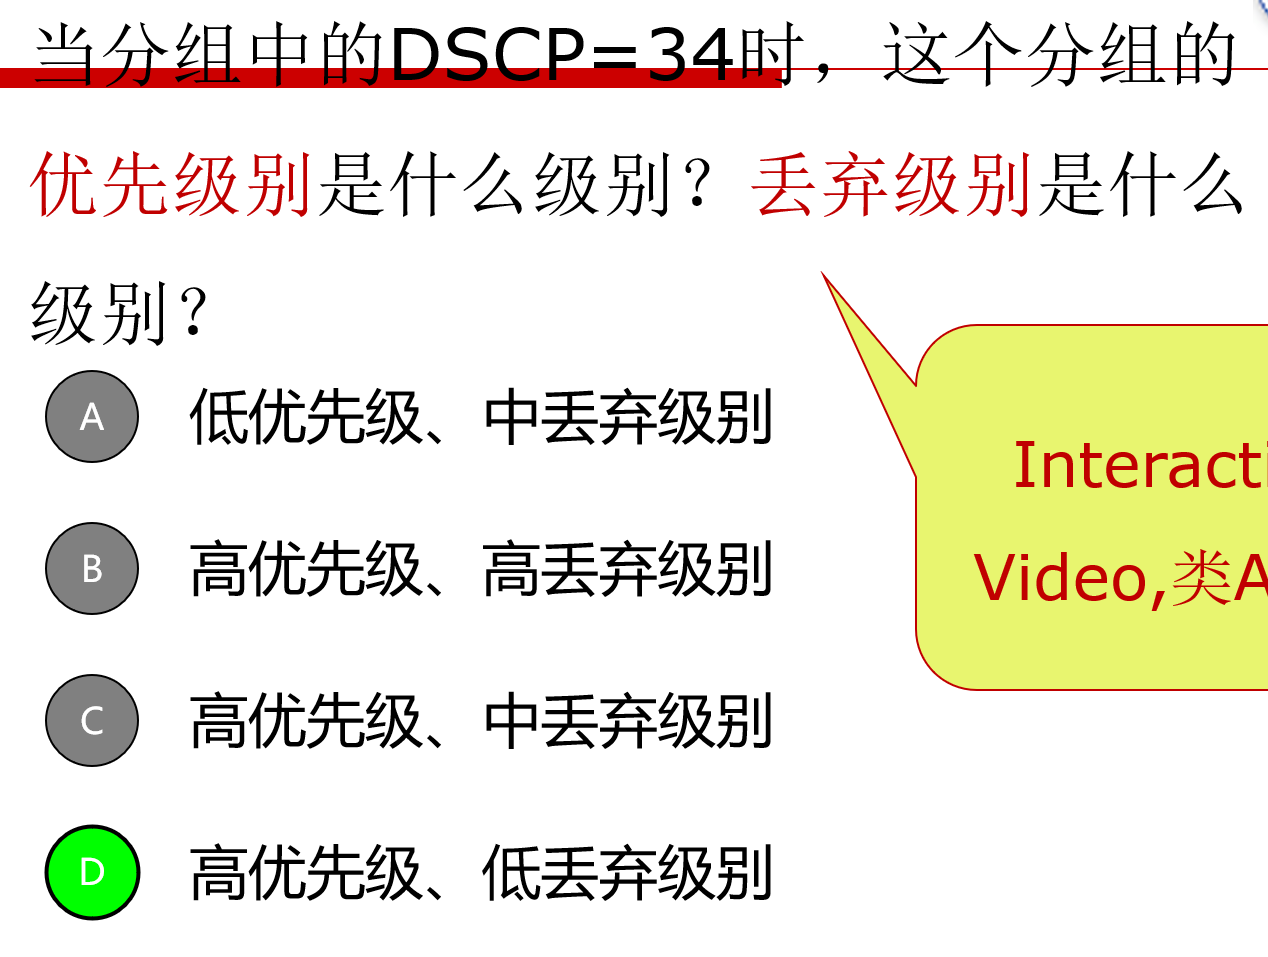 当分组中的DSCP=34时，这个分组的
优先级别是什么级别？丢弃级别是什么
级别？
A 低优先级、中丢弃级别
B 高优先级、高丢弃级别
C 高优先级、中丢弃级别
D 高优先级、低丢弃级别
Interacti
Video,类A